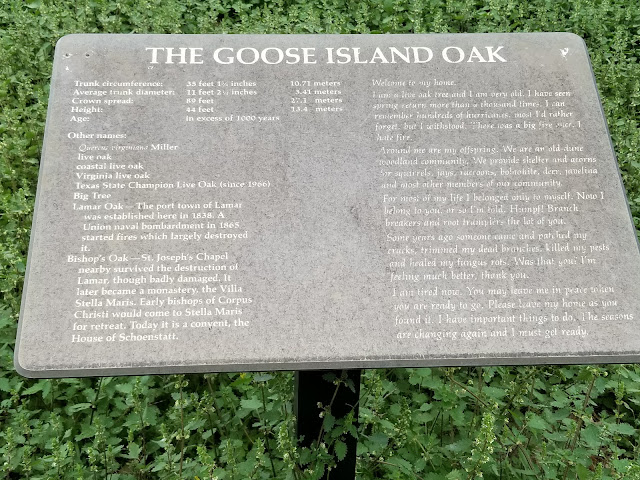 THE GOOSE ISLAND OAK
Trunk circumference: 35 feet 1¾ inches 10.71 meters
Average trunk diameter: 11 feet 2¼ inches 3.41 meters
Crown spread: 89 feet 27.1 meters
Height: 44 feet 13.4 meters
Age: in excess of 1000 years
Other names:
Quercus virginiana Miller
live oak
coastal live oak
Virginia live oak
Texas State Champion Live Oak (since 1966)
Big Tree
Lamar Oak — The port town of Lamar
was established here in 1838. A
Union naval bombardment in 1865
started fires which largely destroyed
it.
Bishop's Oak — St. Joseph's Chapel
nearby survived the destruction of
Lamar, though badly damaged. It
later became a monastery, the Villa
Stella Maris. Early bishops of Corpus
Christi would come to Stella Maris
for retreat. Today it is a convent, the
House of Schoenstatt.
Welcome to my home.
I am a live oak tree and I am very old. I have seen
spring return more than a thousand times. I can
remember hundreds of hurricanes, most I'd rather
forget, but I withstood. There was a big fire once, I
hate fire.
Around me are my offspring. We are an old-dune
woodland community. We provide shelter and acorns
for squirrels, jays, raccoons, bobwhite, deer, javelina
and most other members of our community.
For most of my life I belonged only to myself. Now I
belong to you, or so I'm told. Humpf! Branch
breakers and root tramplers the lot of you.
Some years ago someone came and patched my
cracks, trimmed my dead branches, killed my pests
and healed my fungus rots. Was that you? I'm
feeling much better, thank you.
I am tired now. You may leave me in peace when
you are ready to go. Please leave my home as you
found it. I have important things to do. The seasons
are changing again and I must get ready.